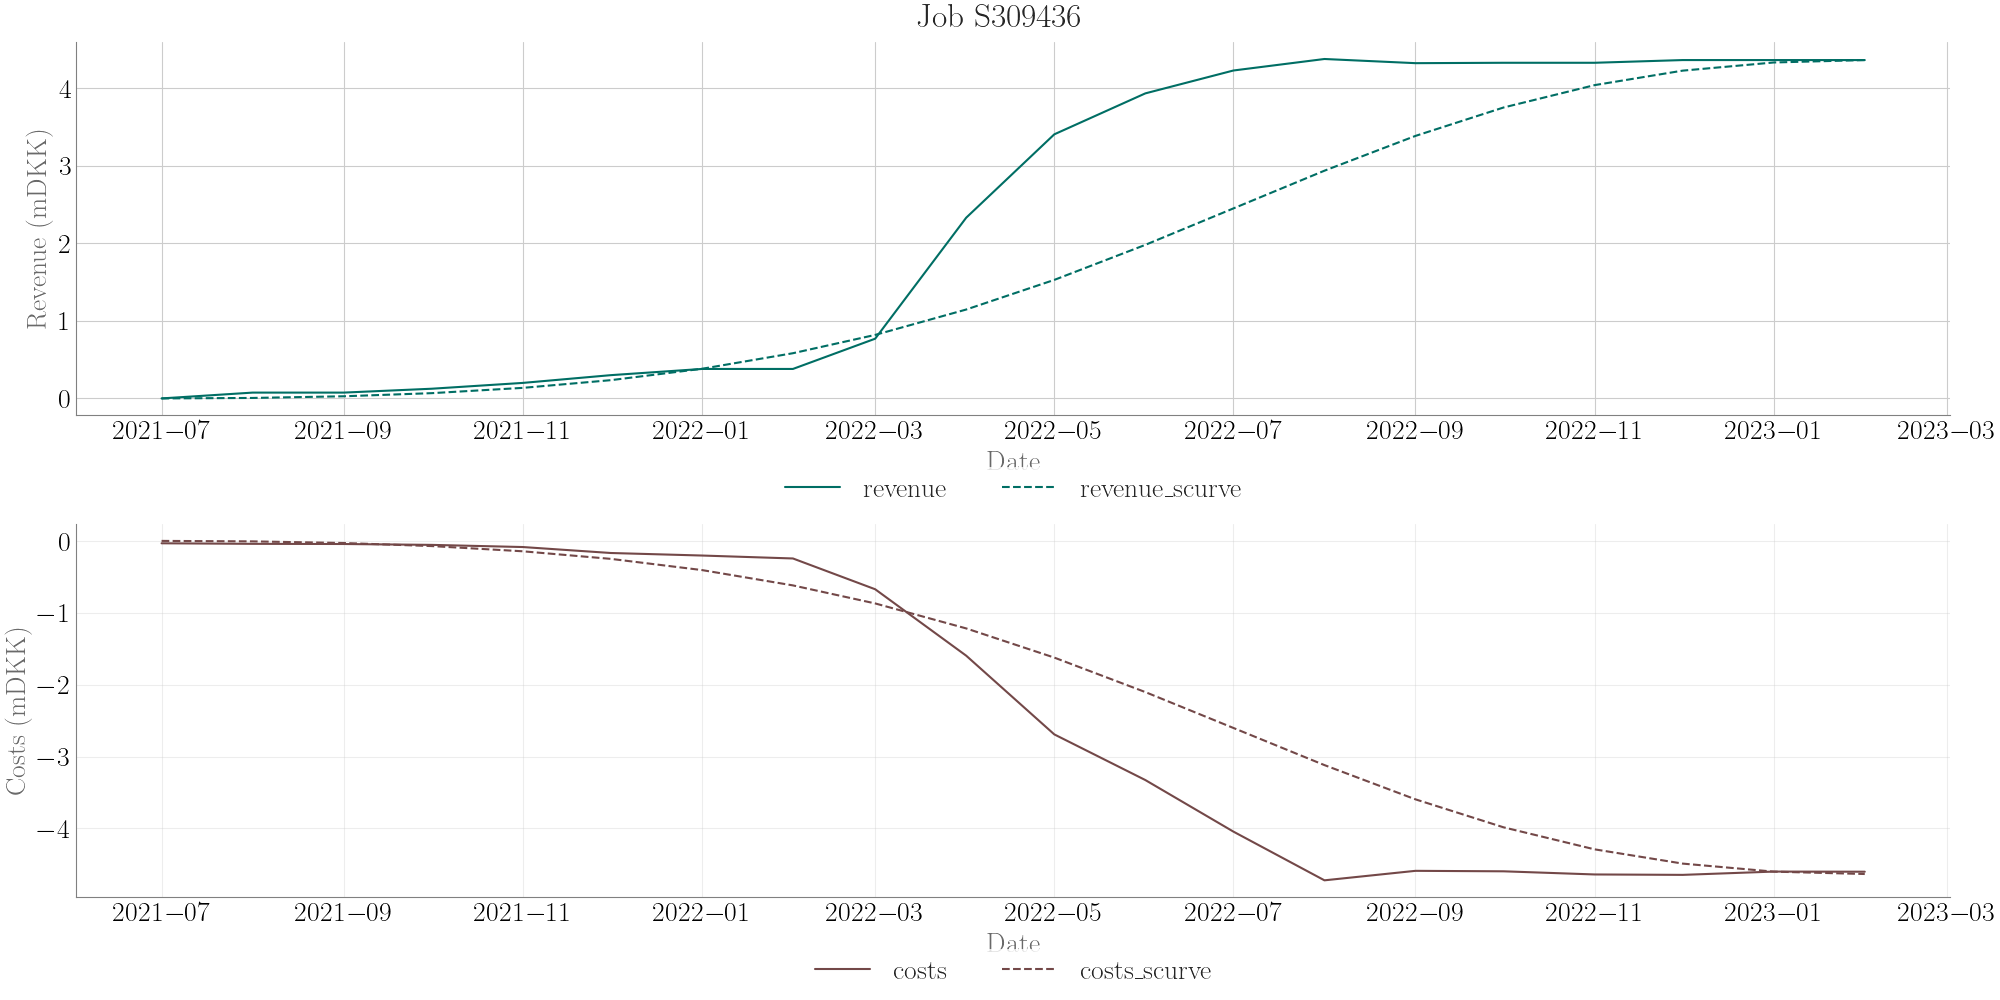 Job S309436
Revenue (mDKK)
4
3
2
1
0
2021−07 2021−09 2021−11 2022−01 2022−03 2022−05 2022−07 2022−09 2022−11 2023−01 2023−03
Date
revenue revenue_scurve
Costs (mDKK)
0
−1
−2
−3
−4
2021−07 2021−09 2021−11 2022−01 2022−03 2022−05 2022−07 2022−09 2022−11 2023−01 2023−03
Date
costs costs_scurve